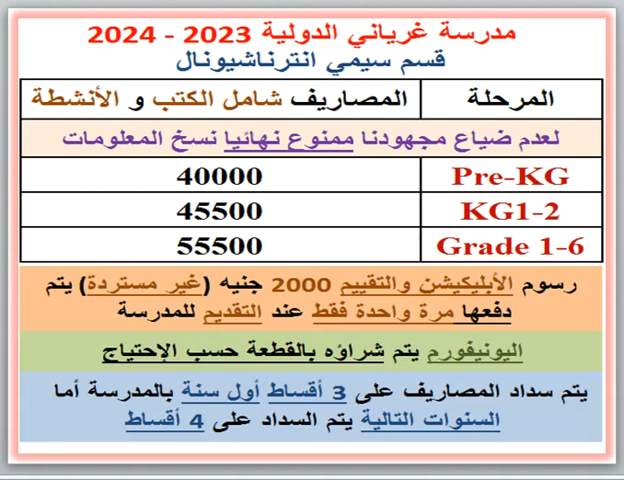 مدرسة غرياني الدولية 2023 - 2024
قسم سيمي انترناشيونال
المرحلة المصاريف شامل الكتب و الأنشطة
لعدم ضياع مجهودنا ممنوع نهائيا نسخ المعلومات
Pre-KG 40000
KG1-2 45500
Grade 1-6 55500
رسوم الأبليكيشن والتقييم 2000 جنيه (غير مستردة) يتم
دفعها مرة واحدة فقط عند التقديم للمدرسة
اليونيفورم يتم شراؤه بالقطعة حسب الإحتياج
يتم سداد المصاريف على 3 أقساط أول سنة بالمدرسة أما
السنوات التالية يتم السداد على 4 أقساط